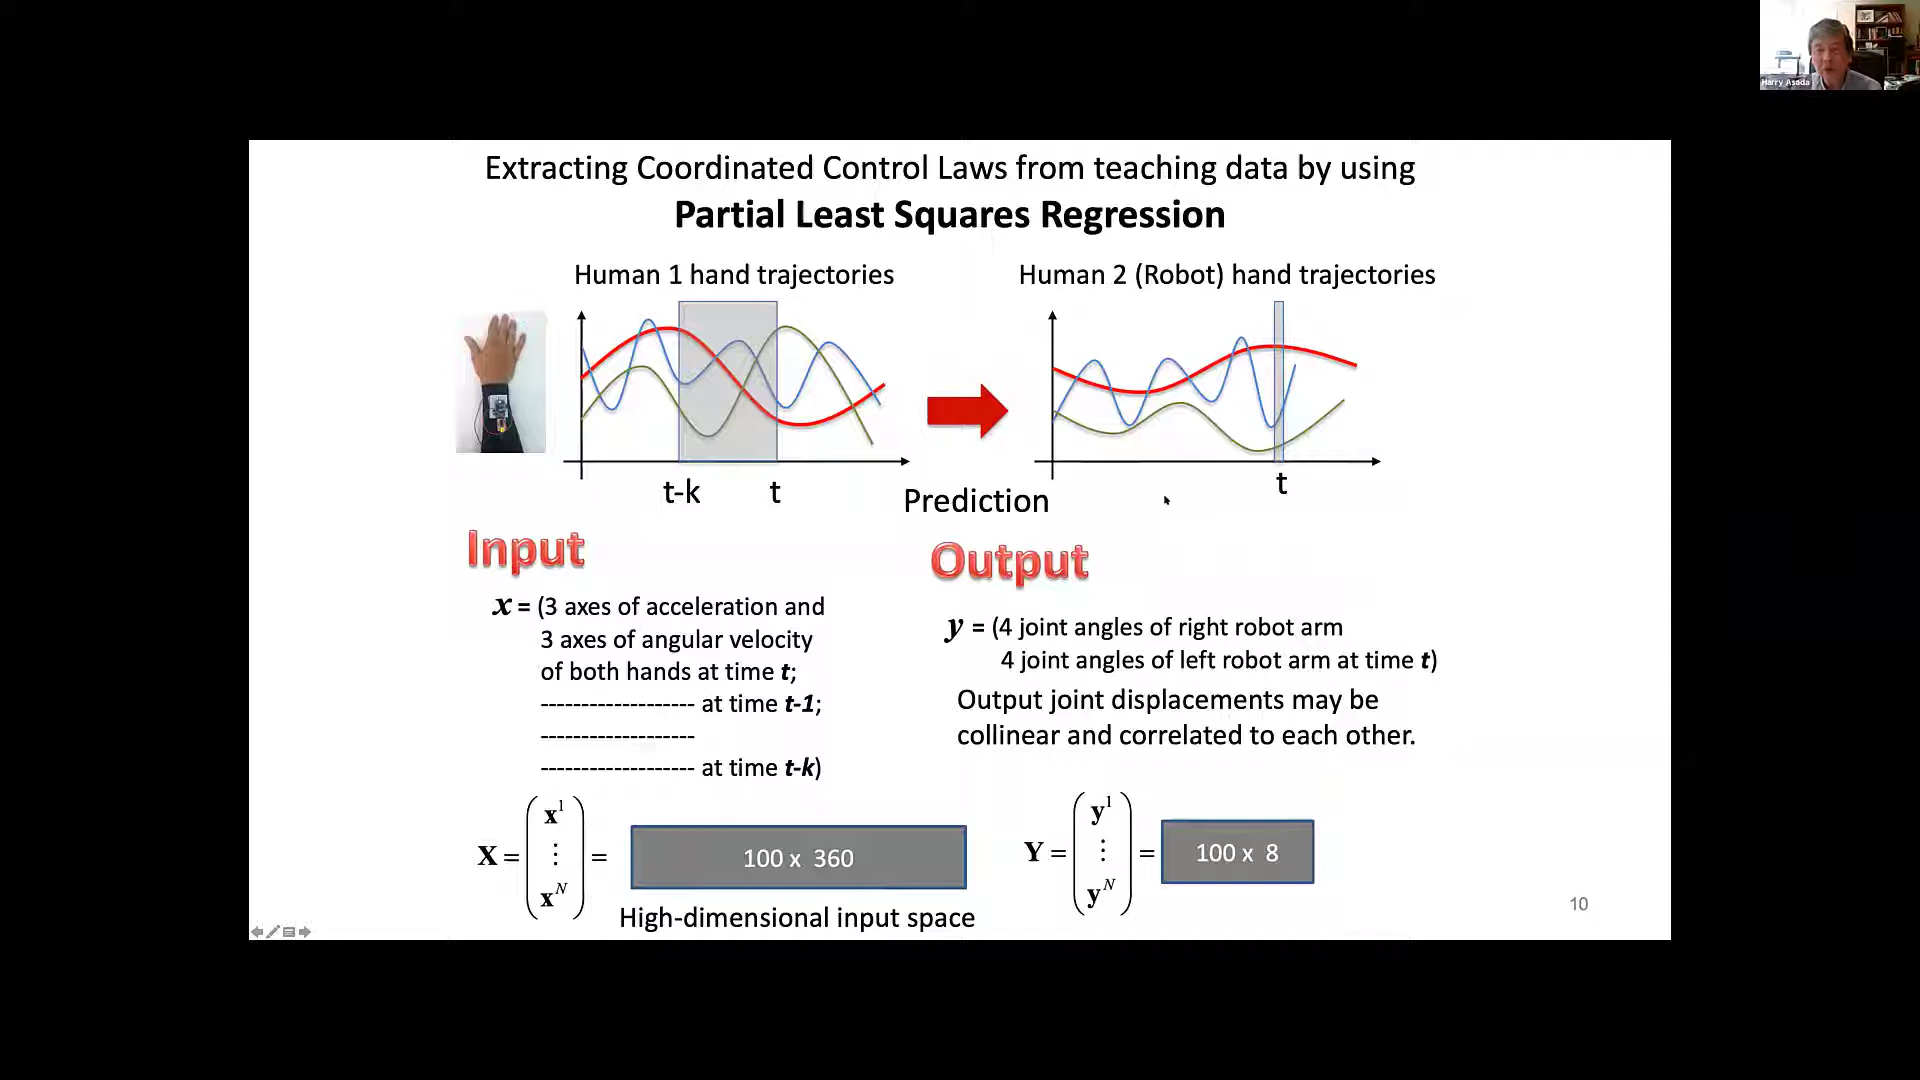 Harry Asada
Extracting Coordinated Control Laws from teaching data by using
Partial Least Squares Regression
Human 1 hand trajectories
Human 2 (Robot) hand trajectories
t-k
t
t
Prediction
Input
x = (3 axes of acceleration and
3 axes of angular velocity
of both hands at time t;
------------------- at time t-1;
-------------------
------------------- at time t-k)
Output
y = (4 joint angles of right robot arm
4 joint angles of left robot arm at time t)
Output joint displacements may be
collinear and correlated to each other.
X = ( x¹ ⋮ xᴺ ) = 100 x 360
High-dimensional input space
Y = ( y¹ ⋮ yᴺ ) = 100 x 8
10